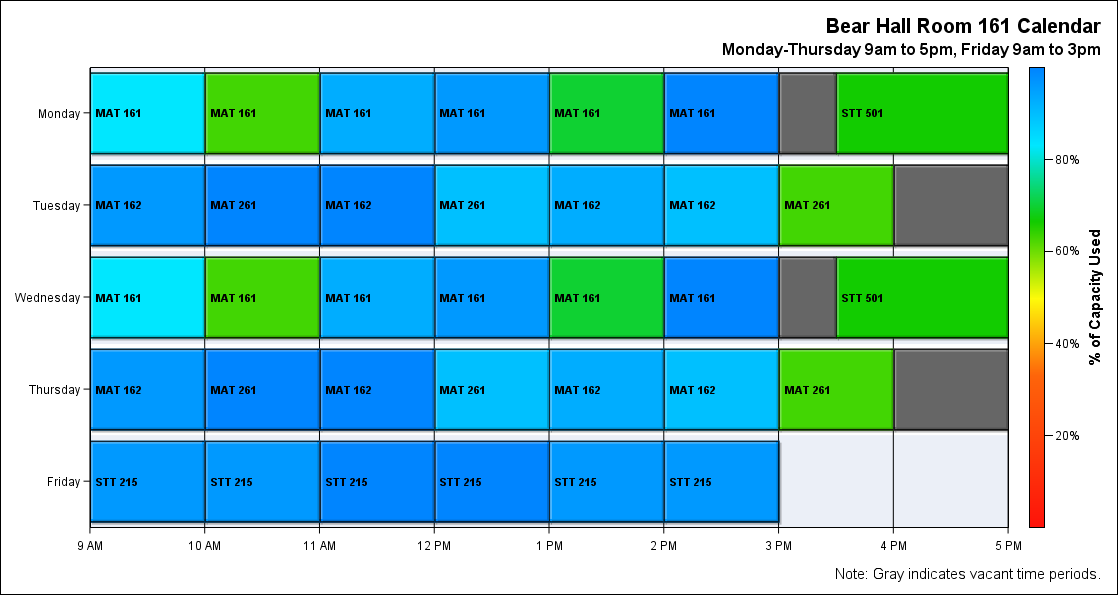 Bear Hall Room 161 Calendar
Monday-Thursday 9am to 5pm, Friday 9am to 3pm
Monday MAT 161 MAT 161 MAT 161 MAT 161 MAT 161 MAT 161 STT 501
Tuesday MAT 162 MAT 261 MAT 162 MAT 261 MAT 162 MAT 162 MAT 261
Wednesday MAT 161 MAT 161 MAT 161 MAT 161 MAT 161 MAT 161 STT 501
Thursday MAT 162 MAT 261 MAT 162 MAT 261 MAT 162 MAT 162 MAT 261
Friday STT 215 STT 215 STT 215 STT 215 STT 215 STT 215
9 AM 10 AM 11 AM 12 PM 1 PM 2 PM 3 PM 4 PM 5 PM
80%
60%
40%
20%
% of Capacity Used
Note: Gray indicates vacant time periods.